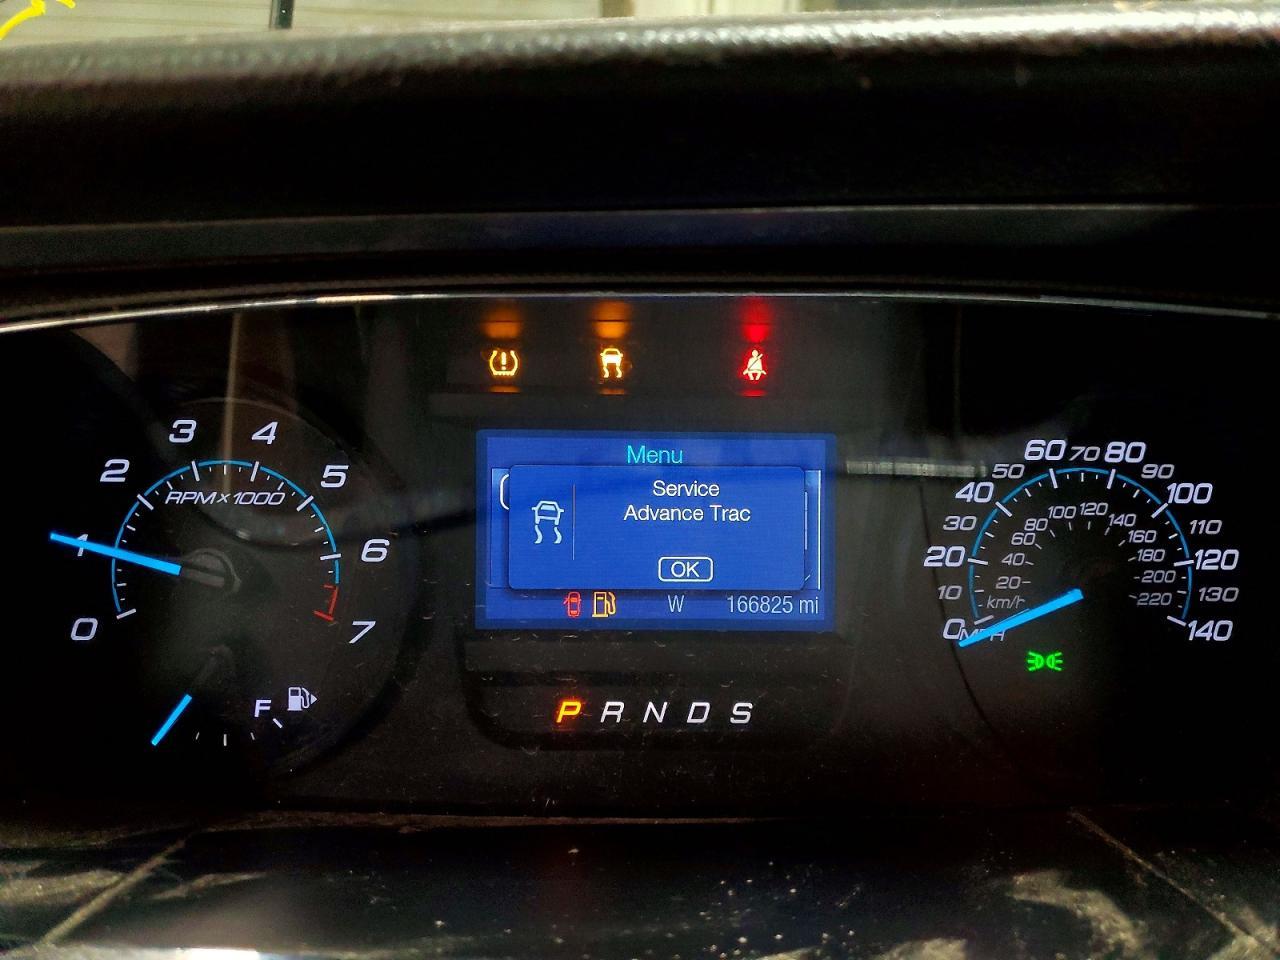 Menu
Service
Advance Trac
OK
W 166825 mi
P R N D S
0 1 2 3 4 5 6 7
RPMx1000
F
0 10 20 30 40 50 60 70 80 90 100 110 120 130 140
MPH
20 40 60 80 100 120 140 160 180 200 220
km/h